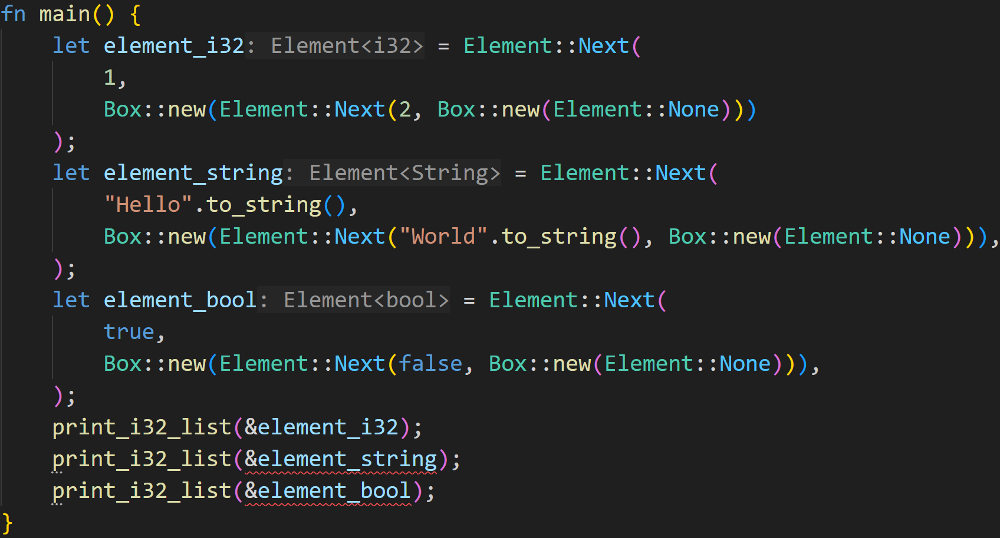 fn main() {
    let element_i32: Element<i32> = Element::Next(
        1,
        Box::new(Element::Next(2, Box::new(Element::None)))
    );
    let element_string: Element<String> = Element::Next(
        "Hello".to_string(),
        Box::new(Element::Next("World".to_string(), Box::new(Element::None))),
    );
    let element_bool: Element<bool> = Element::Next(
        true,
        Box::new(Element::Next(false, Box::new(Element::None))),
    );
    print_i32_list(&element_i32);
    print_i32_list(&element_string);
    print_i32_list(&element_bool);
}